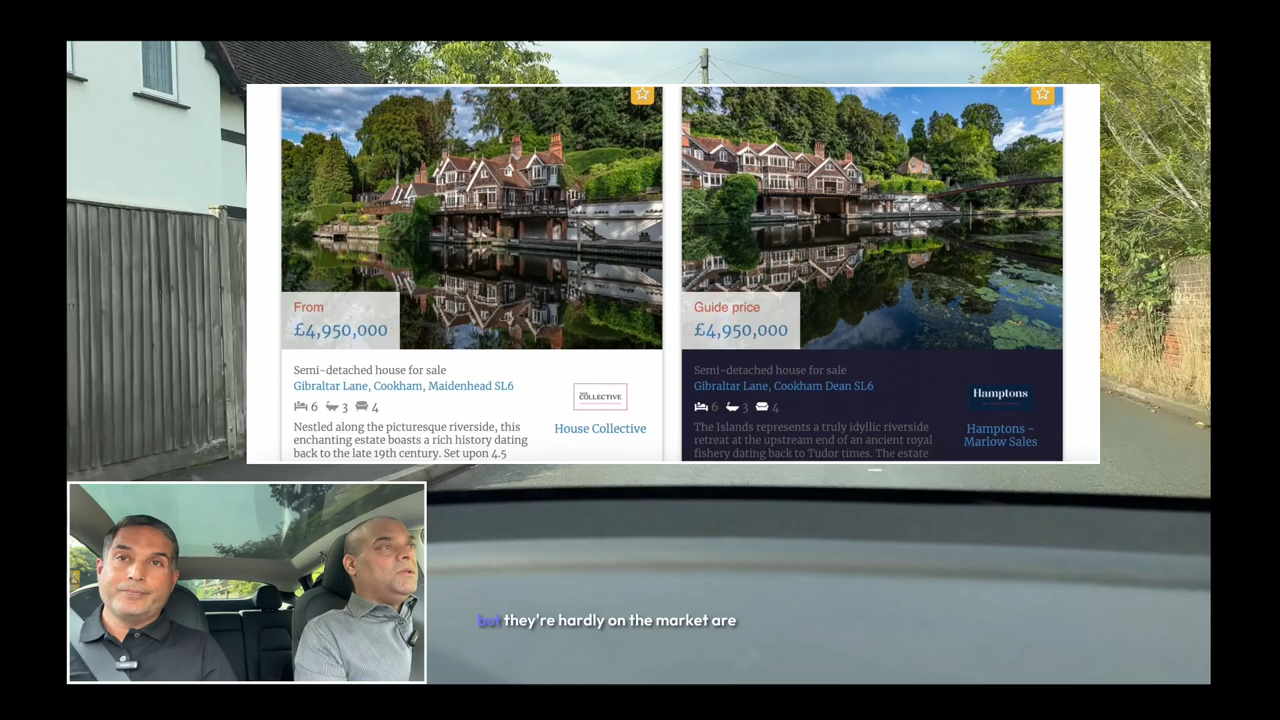 From
£4,950,000
Semi-detached house for sale
Gibraltar Lane, Cookham, Maidenhead SL6
6 3 4
Nestled along the picturesque riverside, this
enchanting estate boasts a rich history dating
back to the late 19th century. Set upon 4.5
COLLECTIVE
House Collective
Guide price
£4,950,000
Semi-detached house for sale
Gibraltar Lane, Cookham Dean SL6
6 3 4
The Islands represents a truly idyllic riverside
retreat at the upstream end of an ancient royal
fishery dating back to Tudor times. The estate
Hamptons
Hamptons -
Marlow Sales
but they're hardly on the market are